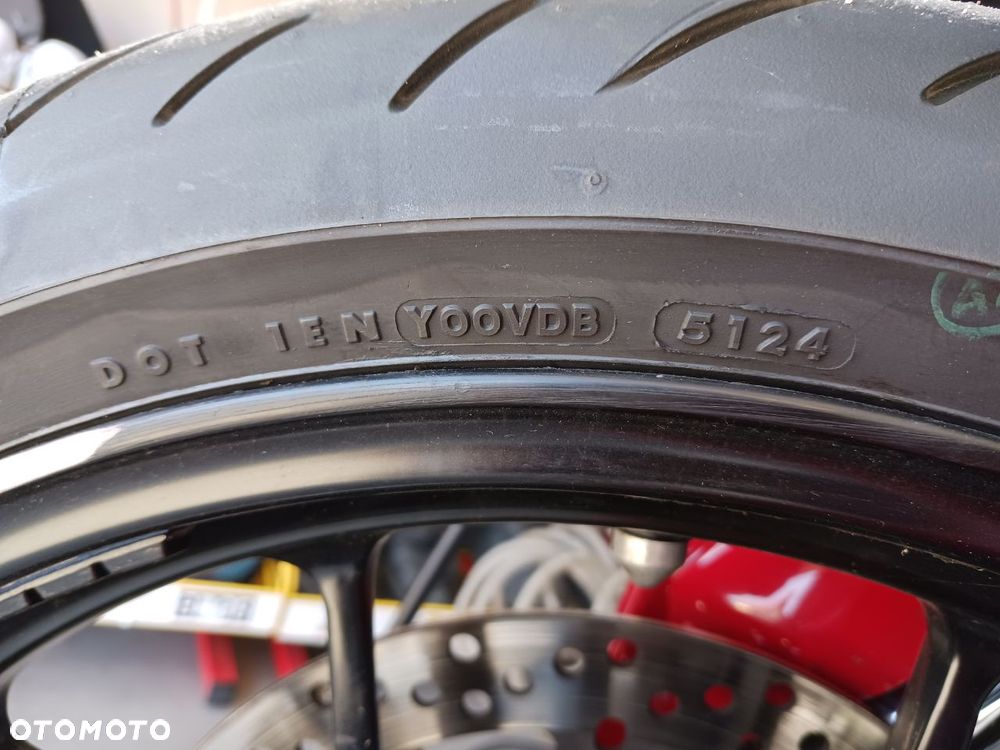 DOT 1EN Y00VDB 5124
A
OTOMOTO